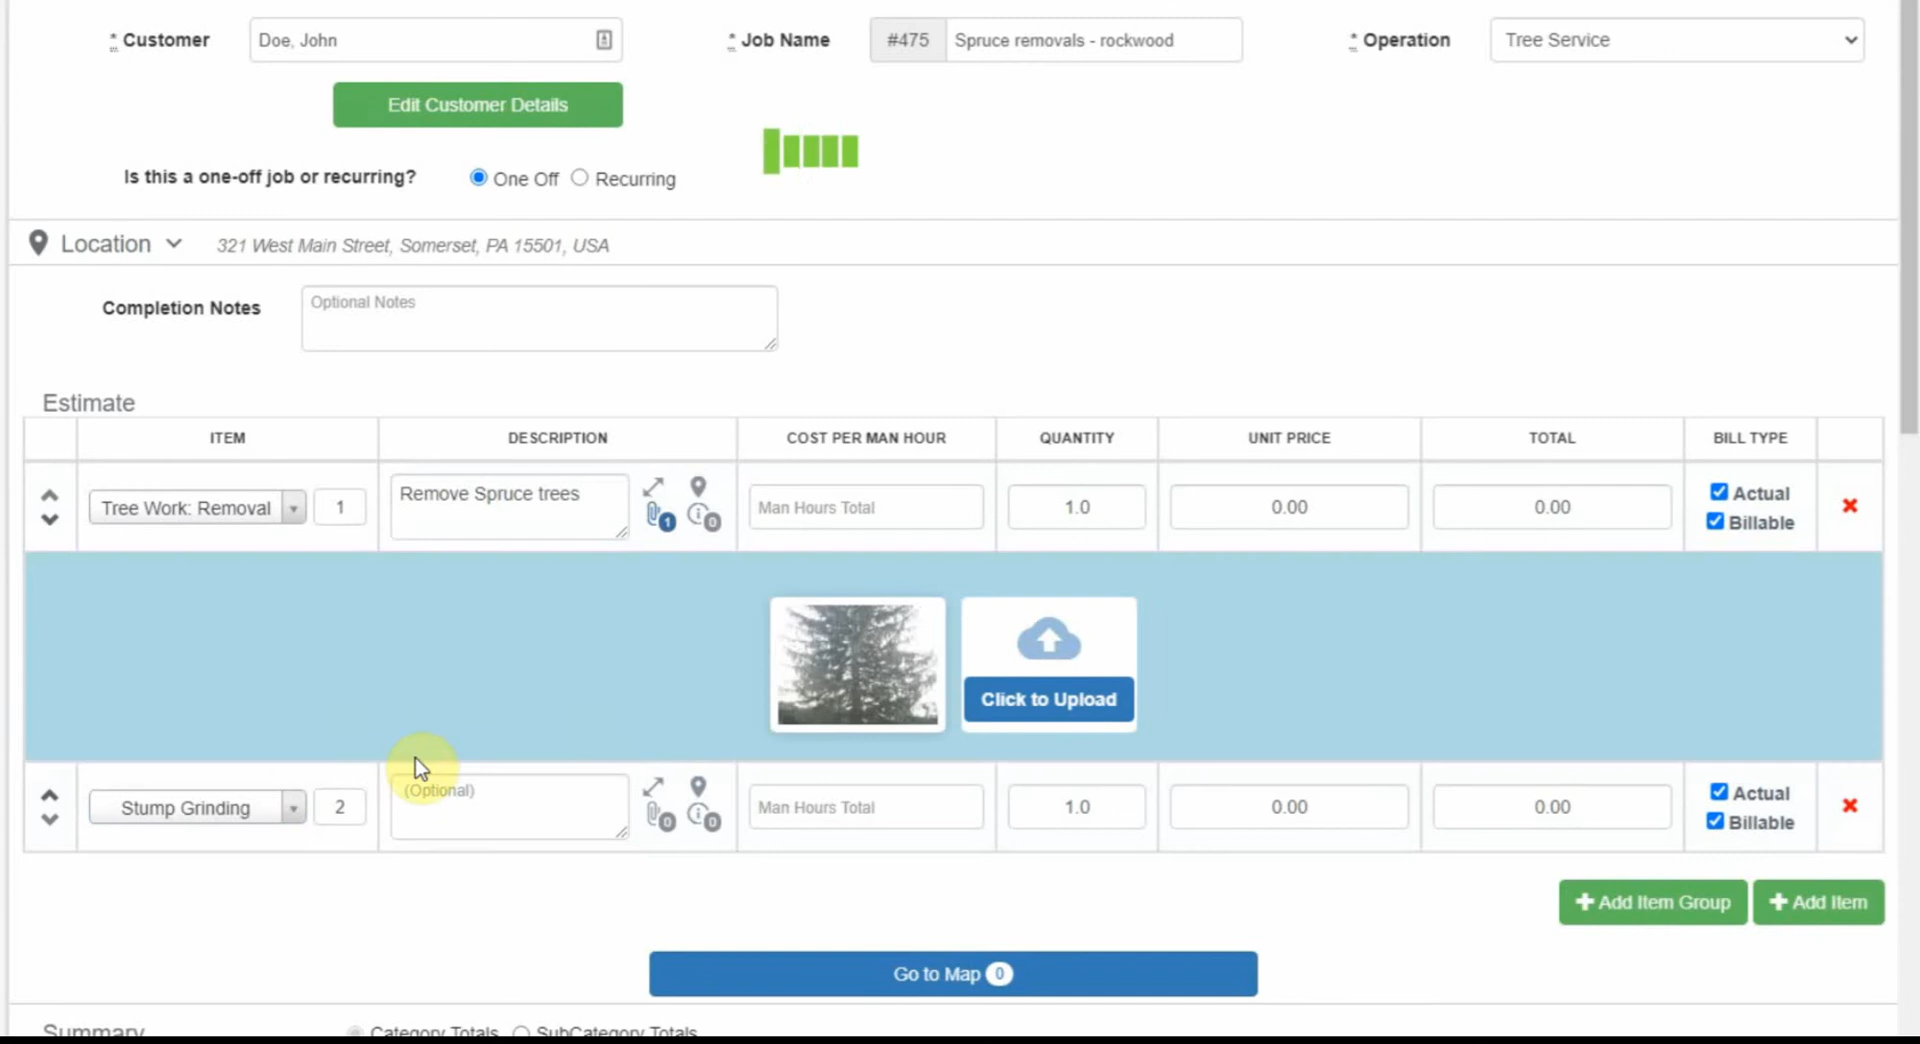 * Customer
Doe, John
* Job Name
#475
Spruce removals - rockwood
* Operation
Tree Service
Edit Customer Details
Is this a one-off job or recurring?
One Off
Recurring
Location
321 West Main Street, Somerset, PA 15501, USA
Completion Notes
Optional Notes
Estimate
ITEM
DESCRIPTION
COST PER MAN HOUR
QUANTITY
UNIT PRICE
TOTAL
BILL TYPE
Tree Work: Removal
1
Remove Spruce trees
1
0
Man Hours Total
1.0
0.00
0.00
Actual
Billable
Click to Upload
Stump Grinding
2
(Optional)
0
0
Man Hours Total
1.0
0.00
0.00
Actual
Billable
Add Item Group
Add Item
Go to Map 0
Summary
Category Totals
SubCategory Totals